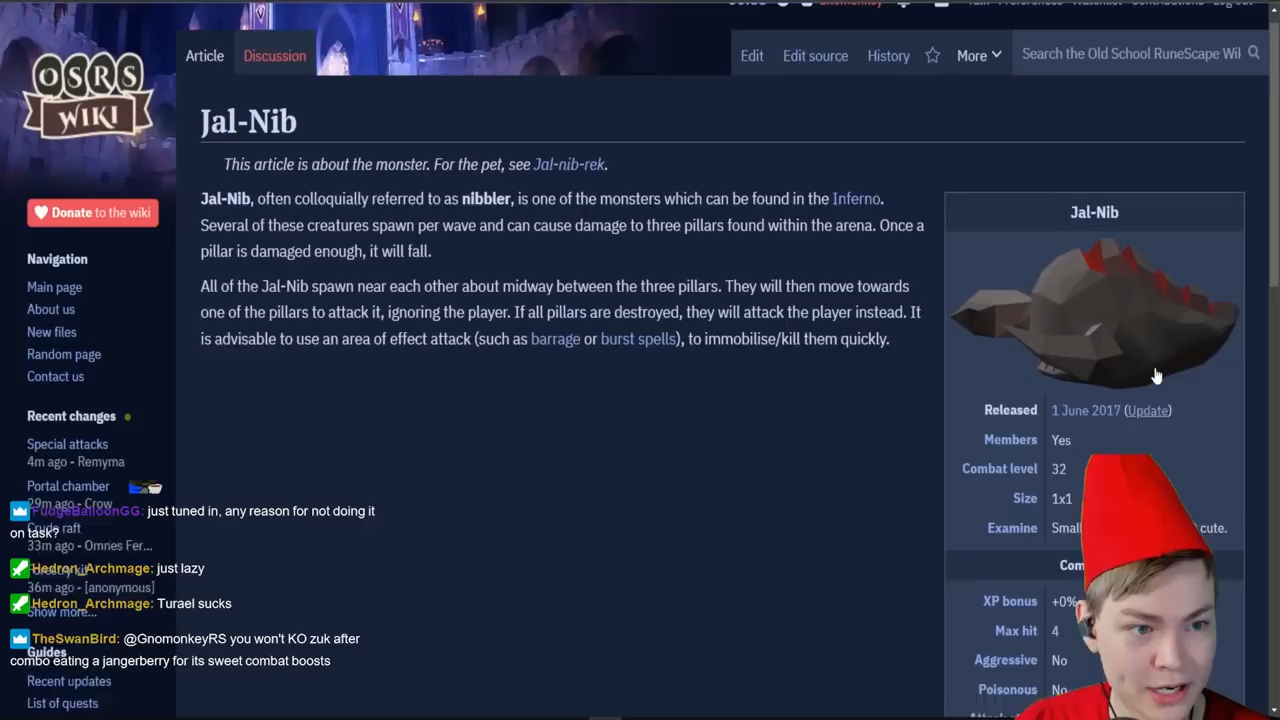 Talk Preferences Watchlist Contributions Log out
OSRS
WIKI
Article
Discussion
Edit
Edit source
History
More
Search the Old School RuneScape Wil
Jal-Nib
This article is about the monster. For the pet, see Jal-nib-rek.
Jal-Nib, often colloquially referred to as nibbler, is one of the monsters which can be found in the Inferno.
Several of these creatures spawn per wave and can cause damage to three pillars found within the arena. Once a
pillar is damaged enough, it will fall.
All of the Jal-Nib spawn near each other about midway between the three pillars. They will then move towards
one of the pillars to attack it, ignoring the player. If all pillars are destroyed, they will attack the player instead. It
is advisable to use an area of effect attack (such as barrage or burst spells), to immobilise/kill them quickly.
Jal-Nib
Released 1 June 2017 (Update)
Members Yes
Combat level 32
Size 1x1
Examine cute.
XP bonus +0%
Max hit 4
Aggressive No
Poisonous No
Donate to the wiki
Navigation
Main page
About us
New files
Random page
Contact us
Recent changes
Special attacks
4m ago - Remyma
Portal chamber
29m ago - Crow
FudgeBalloonGG: just tuned in, any reason for not doing it
on task?
Crude raft
33m ago - Omnes Fer...
Hedron_Archmage: just lazy
36m ago - [anonymous]
Hedron_Archmage: Turael sucks
Show more...
TheSwanBird: @GnomonkeyRS you won't KO zuk after
combo eating a jangerberry for its sweet combat boosts
Guides
Recent updates
List of quests